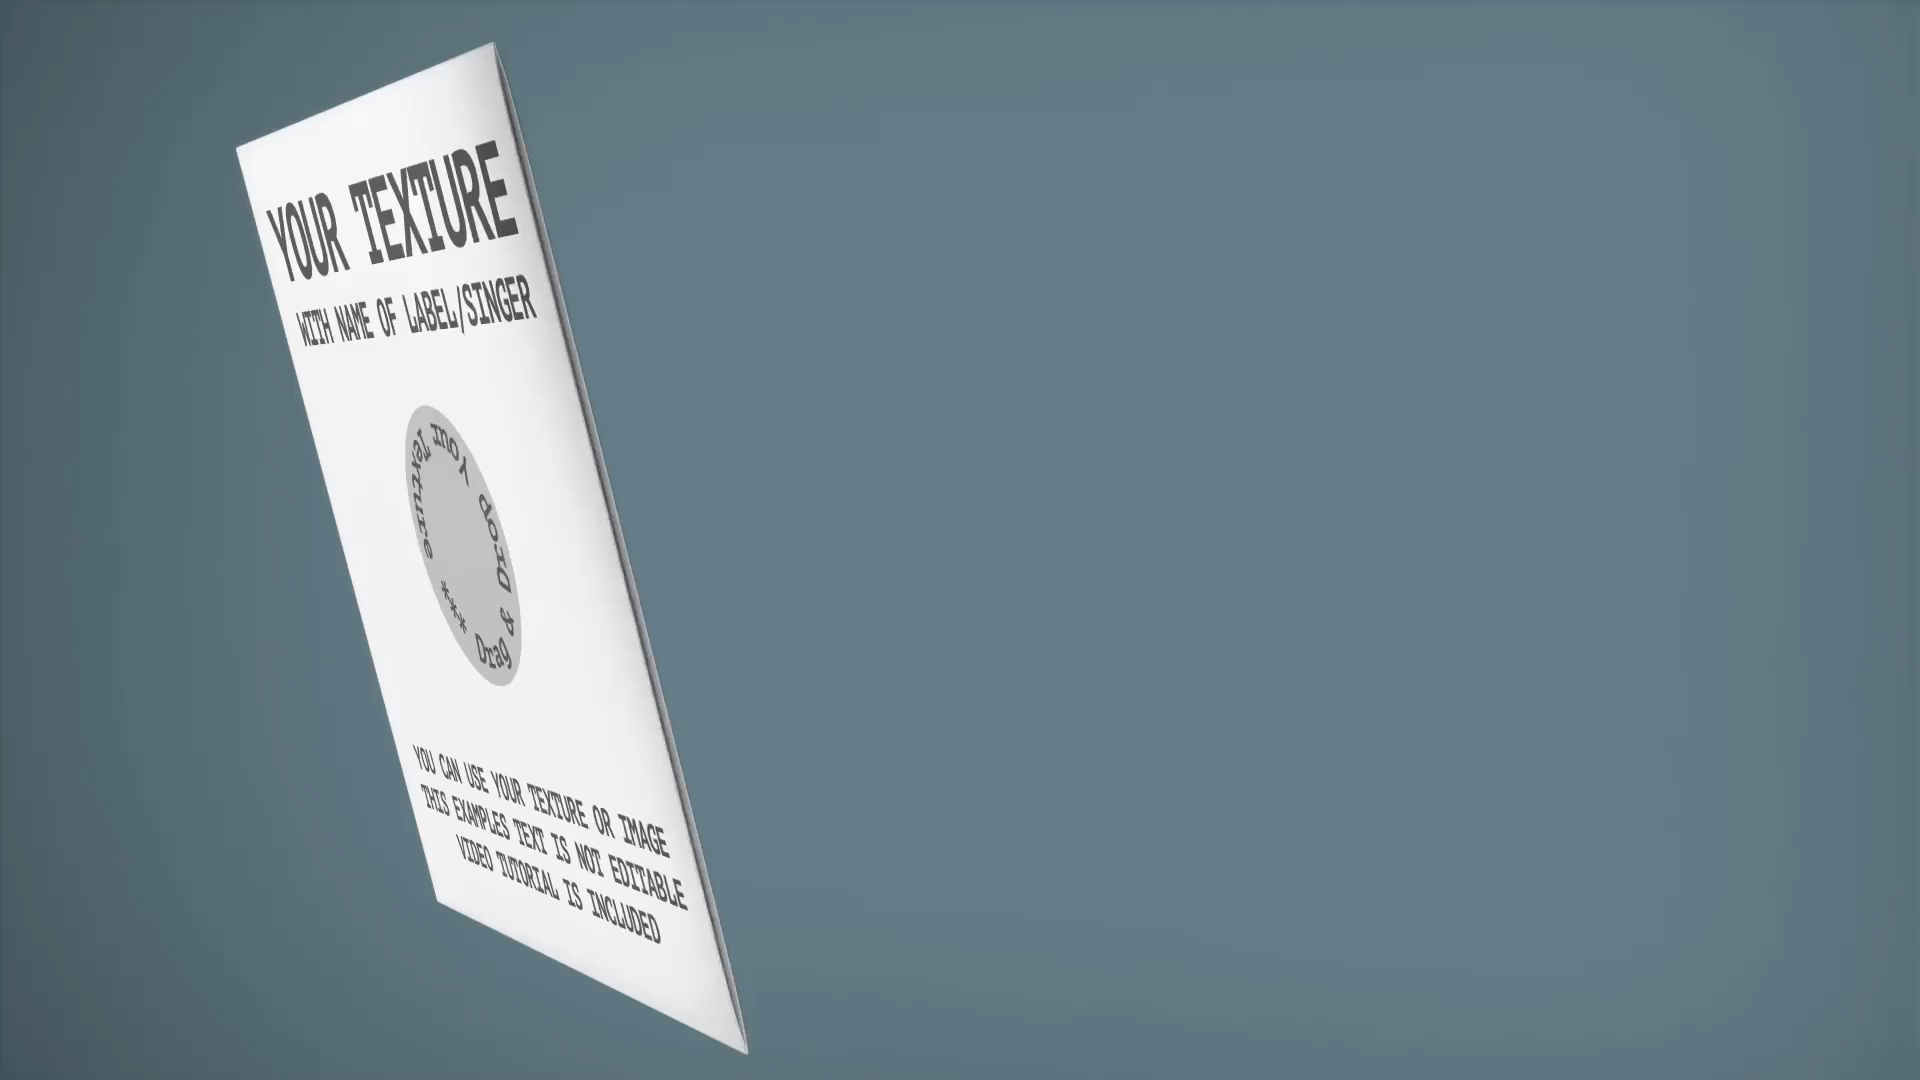 YOUR TEXTURE
WITH NAME OF LABEL/SINGER
*** Drag & Drop Your Texture
YOU CAN USE YOUR TEXTURE OR IMAGE
THIS EXAMPLES TEXT IS NOT EDITABLE
VIDEO TUTORIAL IS INCLUDED